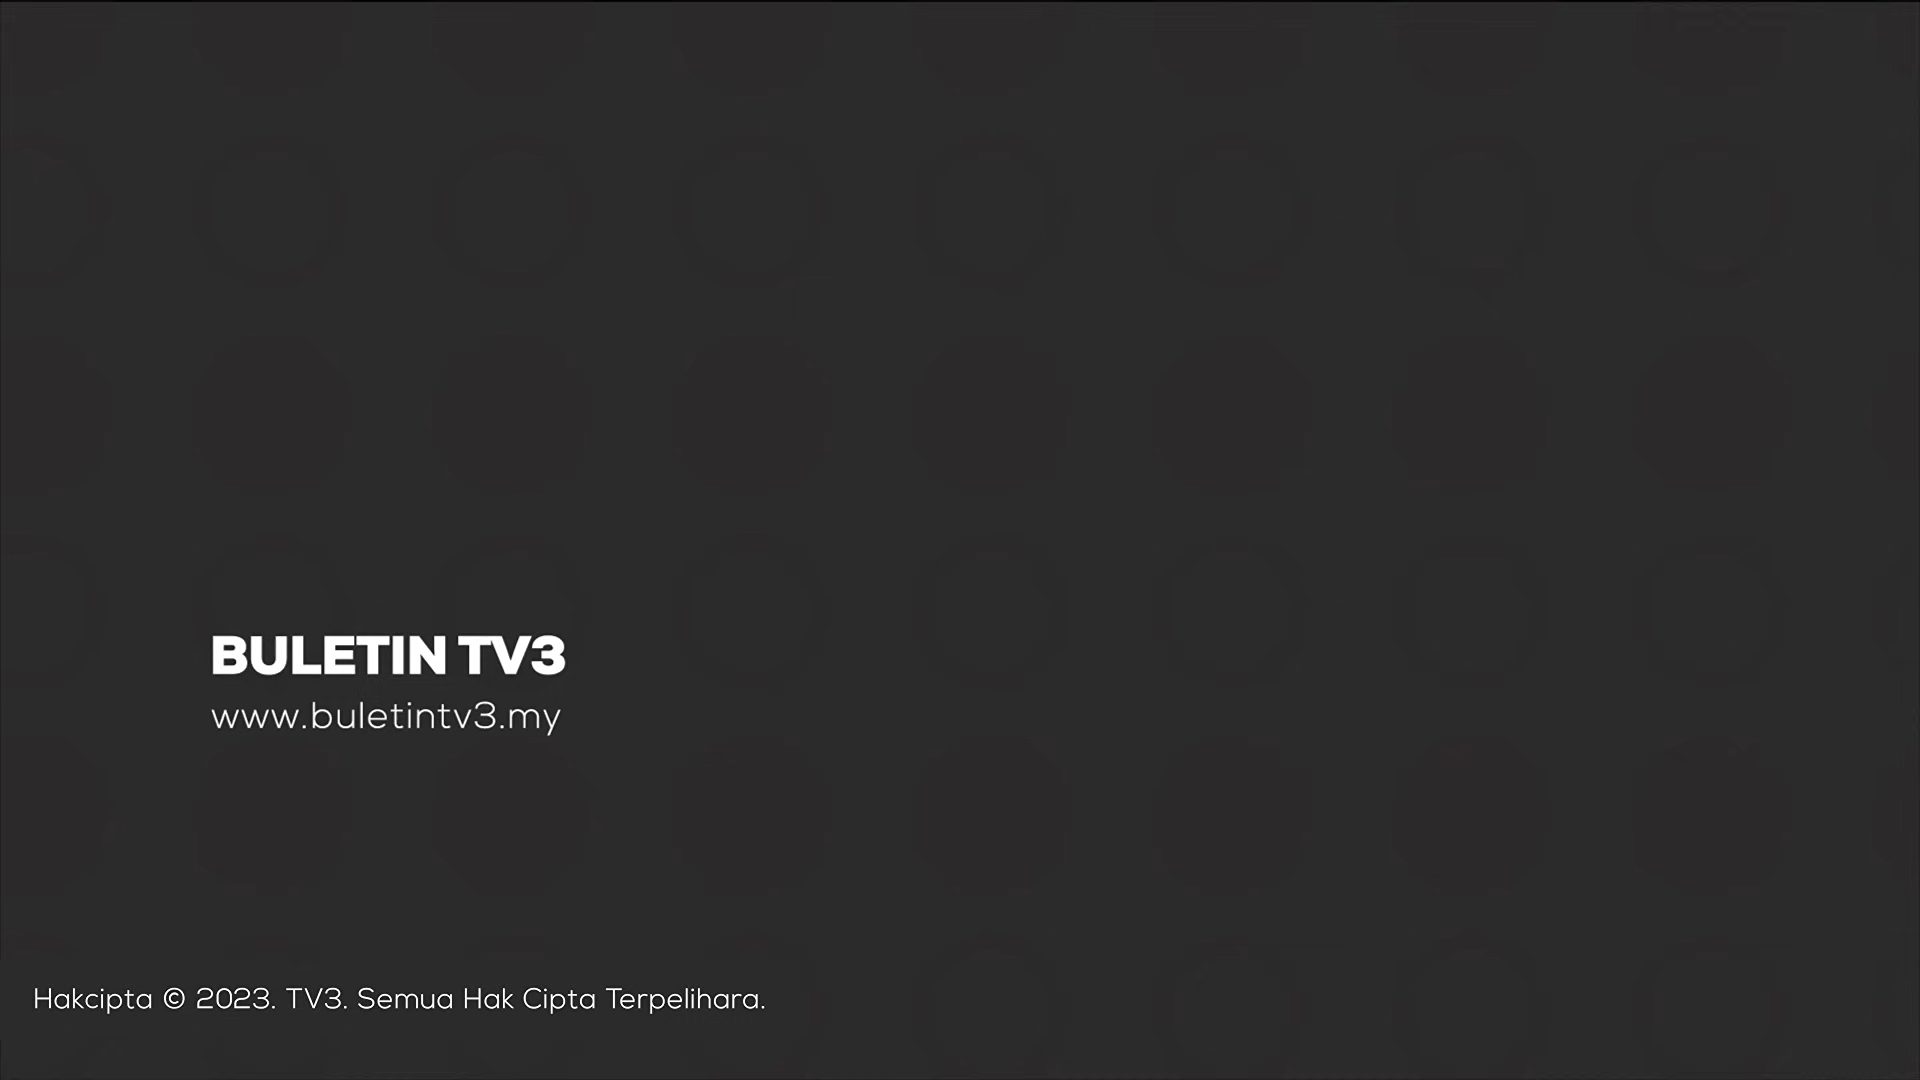 BULETIN TV3
www.buletintv3.my
Hakcipta © 2023. TV3. Semua Hak Cipta Terpelihara.